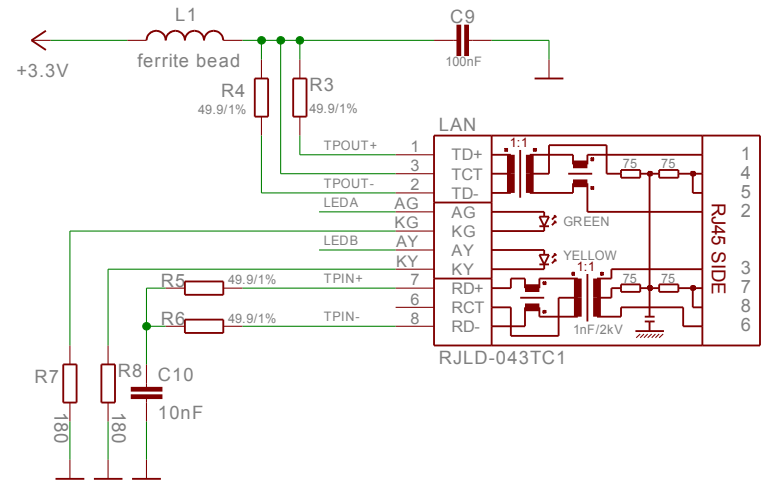 L1
C9
+3.3V
ferrite bead
100nF
R4
R3
49.9/1%
49.9/1%
LAN
1:1
TPOUT+
1
TD+
75
75
1
3
TCT
4
TPOUT-
2
TD-
5
LEDA
AG
AG
GREEN
2
KG
KG
LEDB
AY
AY
YELLOW
KY
KY
1:1
3
R5
49.9/1%
TPIN+
7
RD+
75
75
7
6
RCT
8
R6
49.9/1%
TPIN-
8
RD-
1nF/2kV
6
RJ45 SIDE
RJLD-043TC1
R7
R8
C10
180
180
10nF